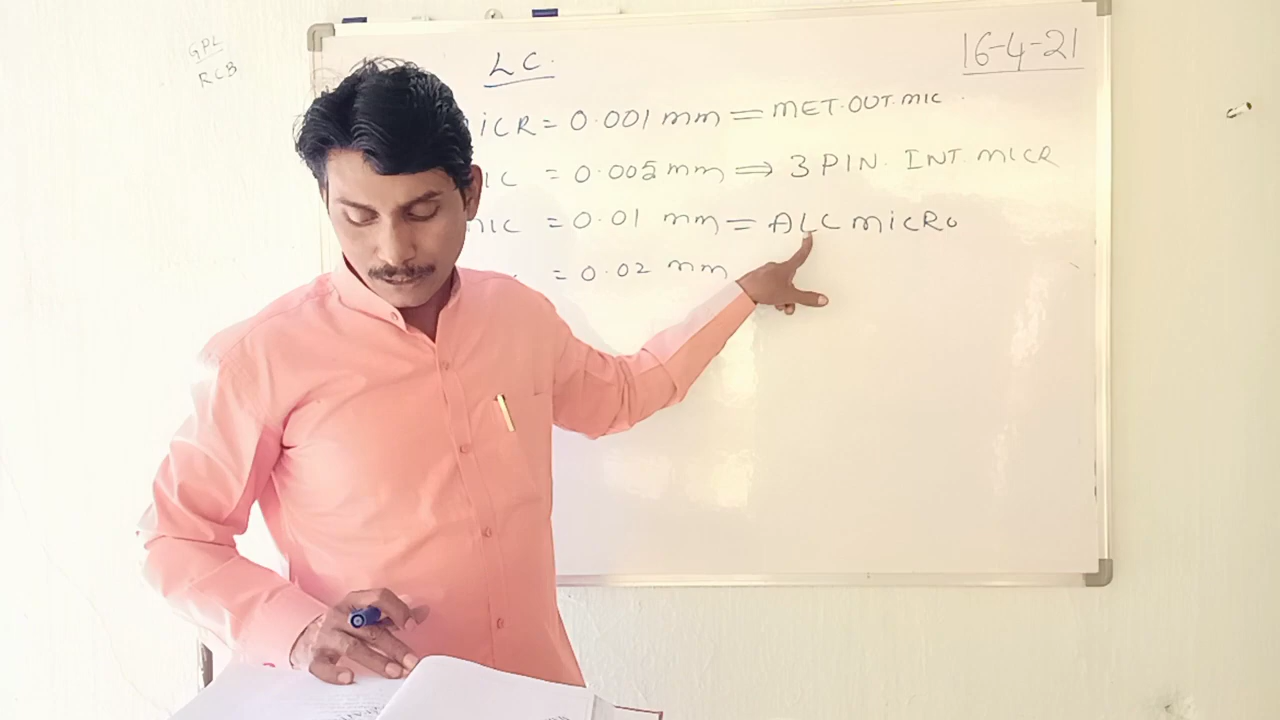 GPL
RCB
16-4-21
LC.
MICR = 0.001 mm = MET. OUT. MIC.
IC = 0.005 mm ⇒ 3 PIN. INT. MICR
MIC = 0.01 mm = ALC MICRO
= 0.02 mm